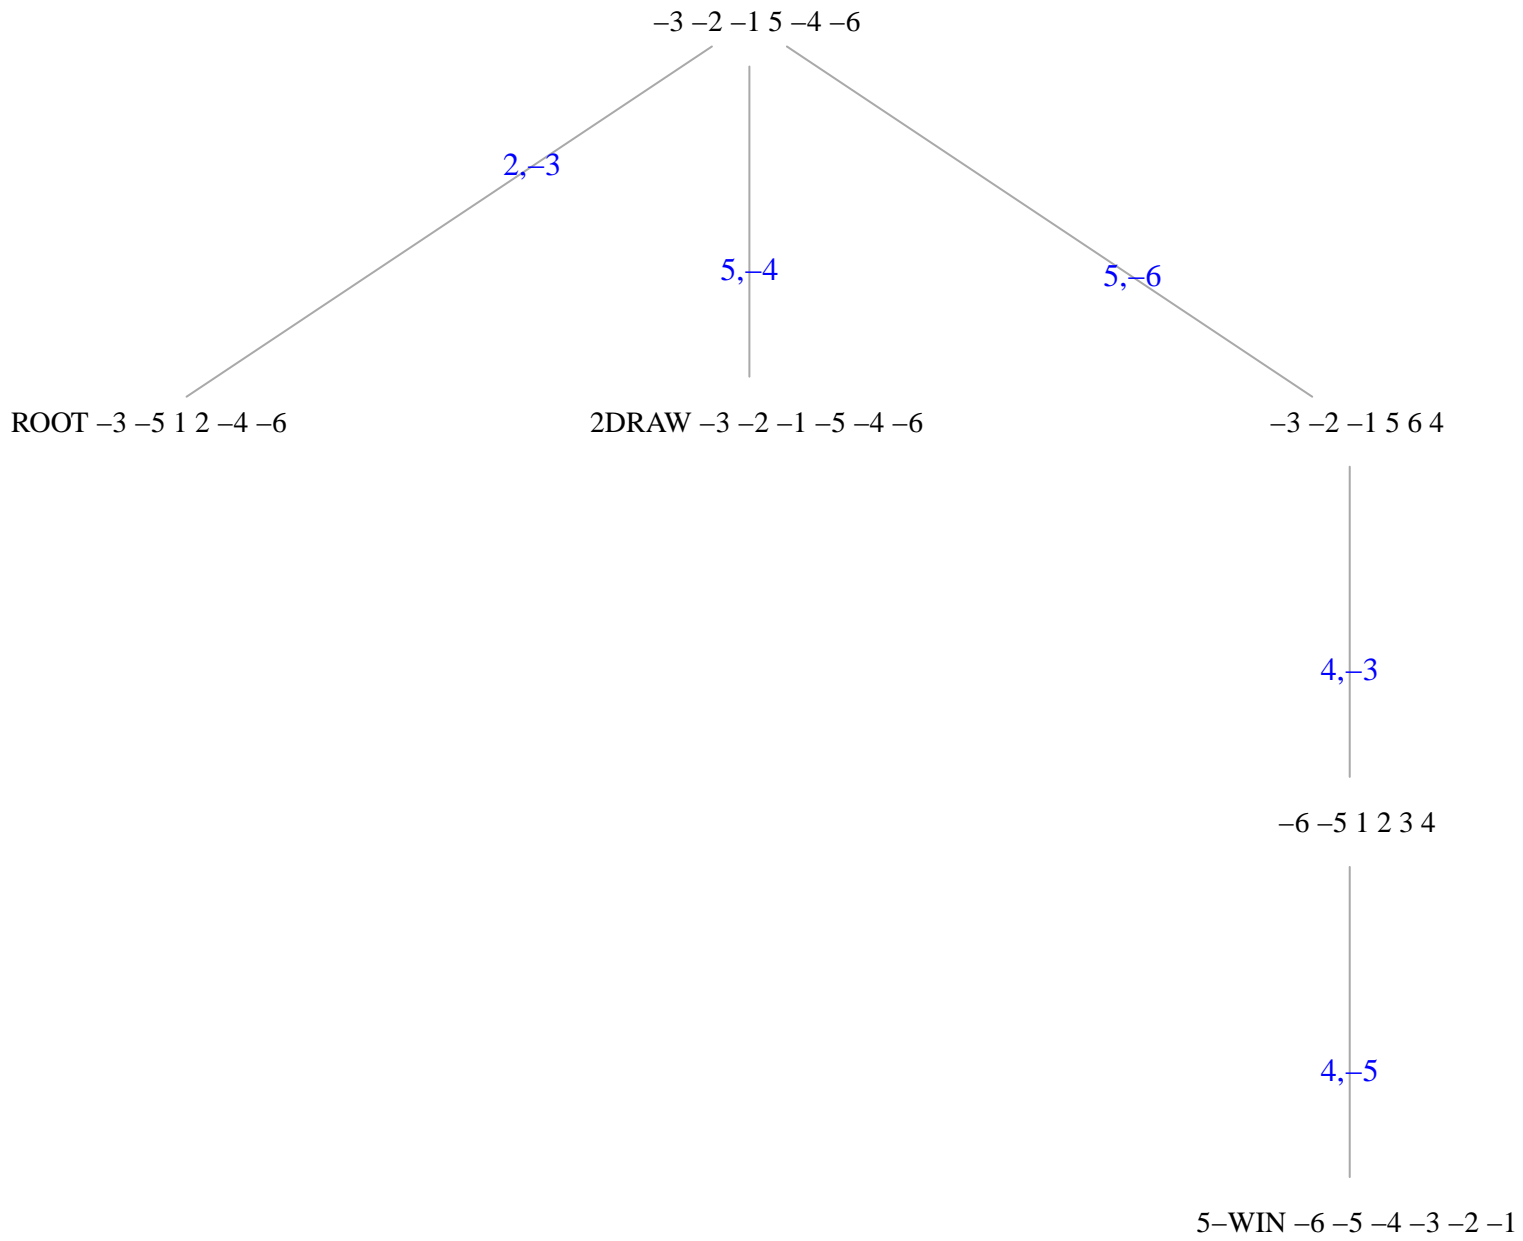 –3 –2 –1 5 –4 –6
2,–3
5,–4
5,–6
ROOT –3 –5 1 2 –4 –6
2DRAW –3 –2 –1 –5 –4 –6
–3 –2 –1 5 6 4
4,–3
–6 –5 1 2 3 4
4,–5
5–WIN –6 –5 –4 –3 –2 –1